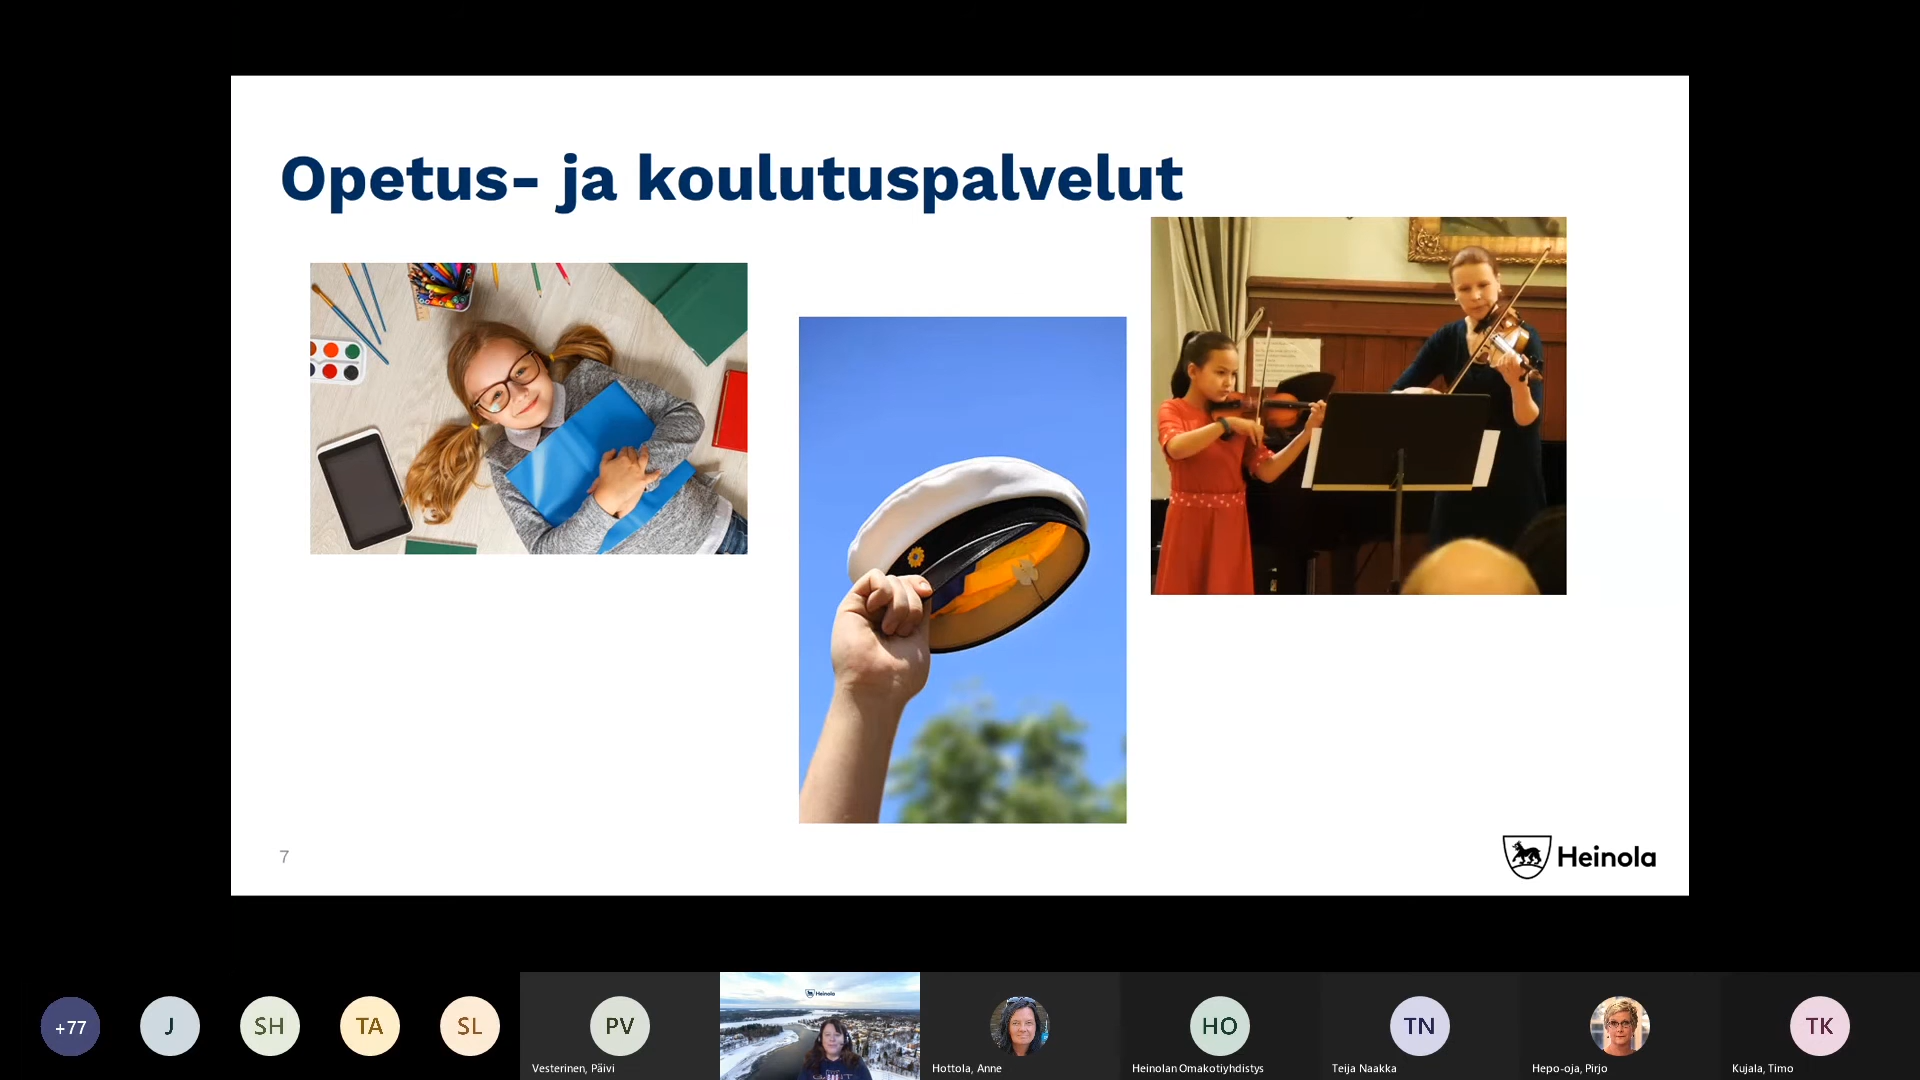 Opetus- ja koulutuspalvelut
7
Heinola
+77
J
SH
TA
SL
PV
Vesterinen, Päivi
Heinola
Hottola, Anne
HO
Heinolan Omakotiyhdistys
TN
Teija Naakka
Hepo-oja, Pirjo
TK
Kujala, Timo